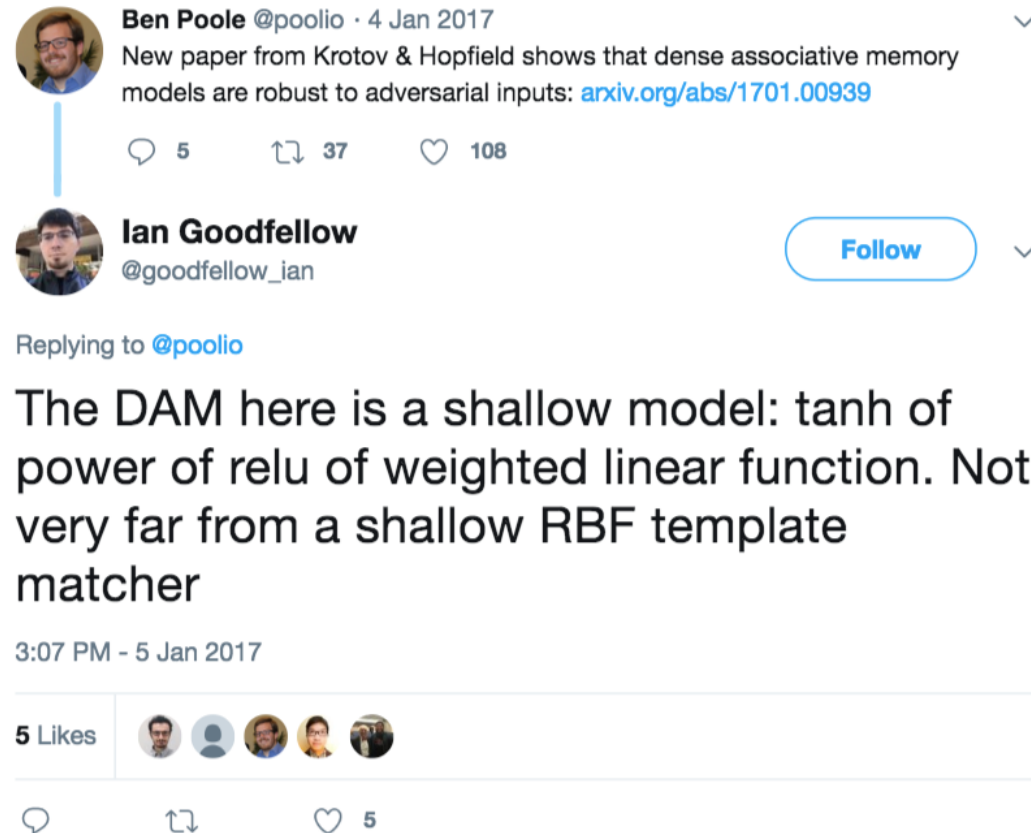 Ben Poole @poolio · 4 Jan 2017
New paper from Krotov & Hopfield shows that dense associative memory
models are robust to adversarial inputs: arxiv.org/abs/1701.00939
5 37 108
Ian Goodfellow
@goodfellow_ian
Follow
Replying to @poolio
The DAM here is a shallow model: tanh of
power of relu of weighted linear function. Not
very far from a shallow RBF template
matcher
3:07 PM - 5 Jan 2017
5 Likes
5